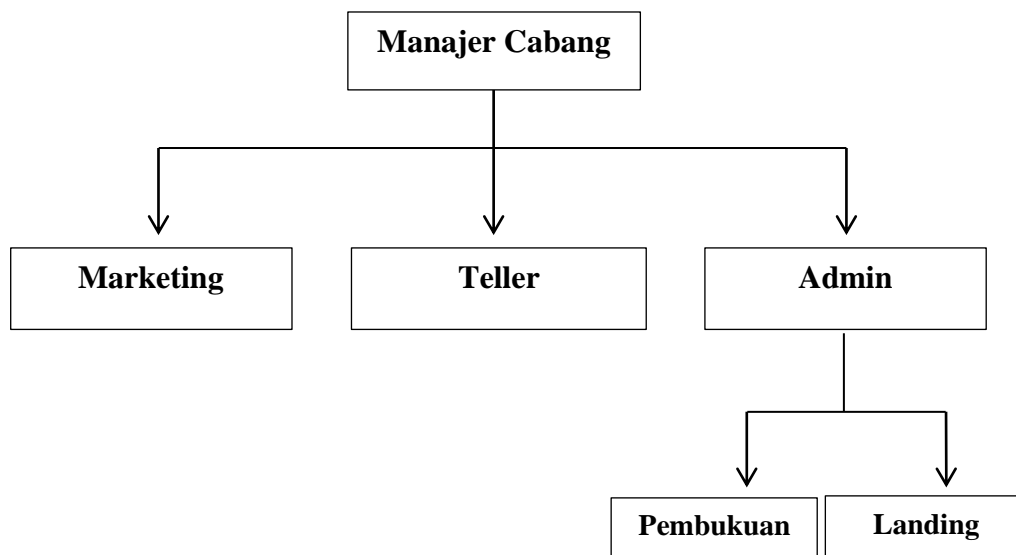 Manajer Cabang
Marketing
Teller
Admin
Pembukuan
Landing